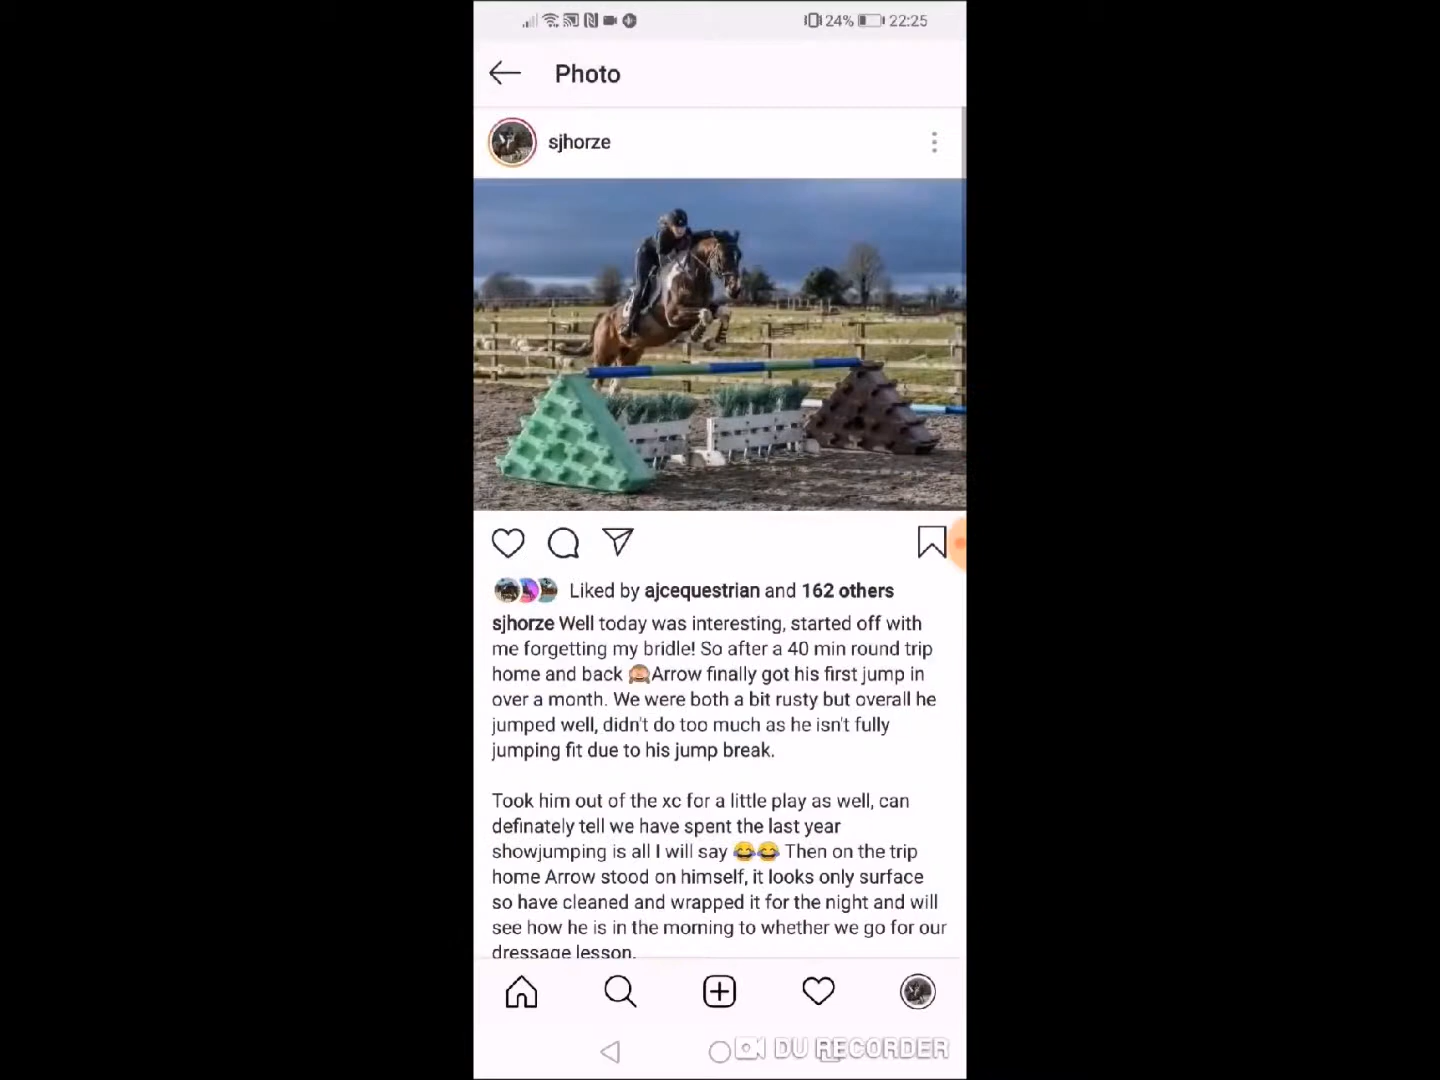 24% 22:25
Photo
sjhorze
Liked by ajcequestrian and 162 others
sjhorze Well today was interesting, started off with
me forgetting my bridle! So after a 40 min round trip
home and back 🙈Arrow finally got his first jump in
over a month. We were both a bit rusty but overall he
jumped well, didn't do too much as he isn't fully
jumping fit due to his jump break.
Took him out of the xc for a little play as well, can
definately tell we have spent the last year
showjumping is all I will say 😂😂 Then on the trip
home Arrow stood on himself, it looks only surface
so have cleaned and wrapped it for the night and will
see how he is in the morning to whether we go for our
dressage lesson.
DU RECORDER